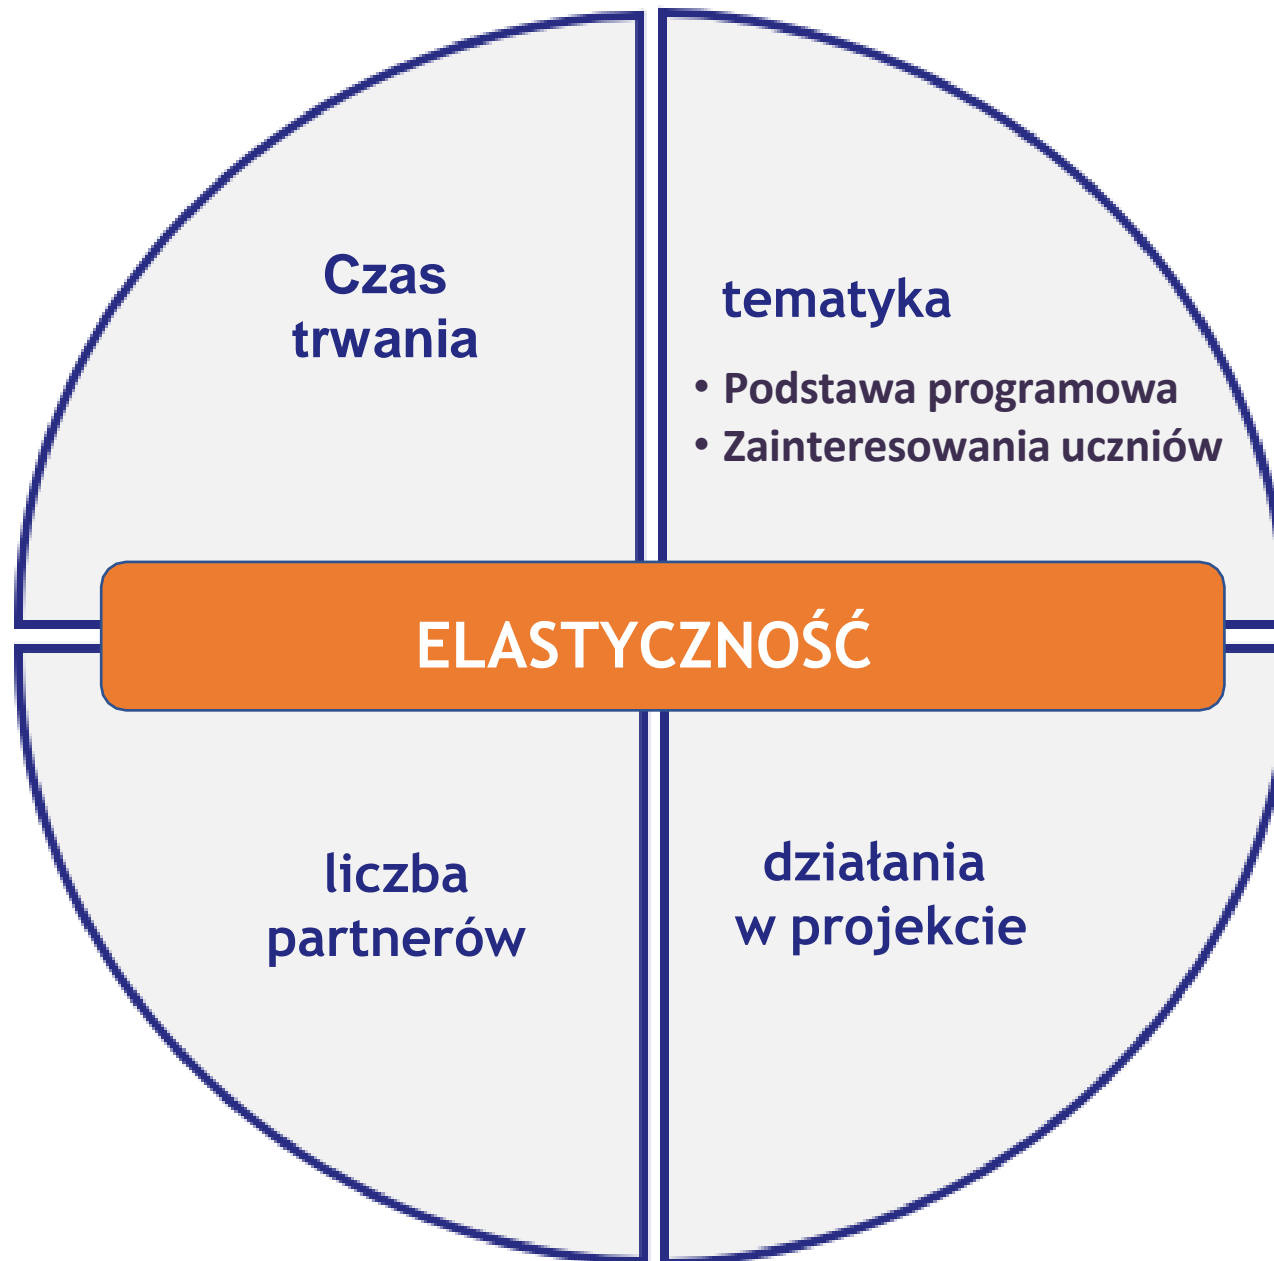 Czas
trwania
tematyka
• Podstawa programowa
• Zainteresowania uczniów
ELASTYCZNOŚĆ
liczba
partnerów
działania
w projekcie